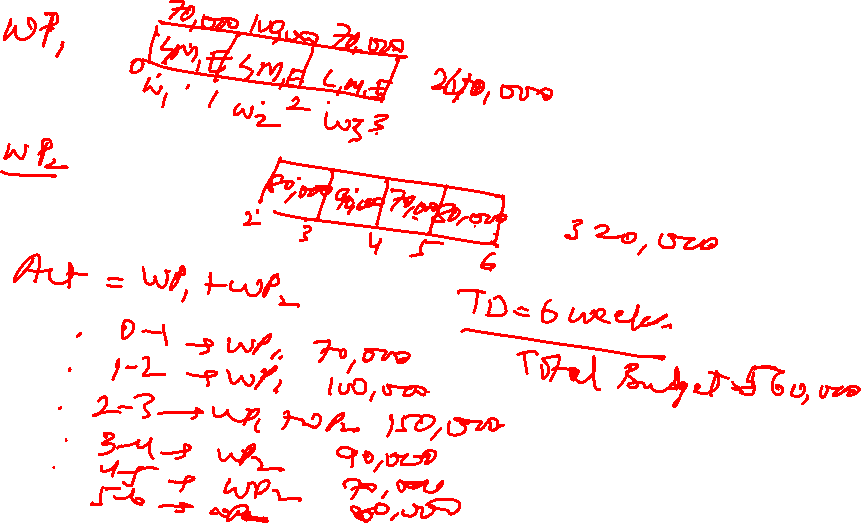 WP1
70,000 100,000 70,000
L,M,E L,M,E L,M,E
0 1 2 3
W1 W2 W3
240,000
WP2
80,000 90,000 70,000 80,000
2 3 4 5 6
320,000
Act = WP1 + WP2
TD = 6 weeks
Total Budget = 560,000
0-1 → WP1 70,000
1-2 → WP1 100,000
2-3 → WP1 + WP2 150,000
3-4 → WP2 90,000
4-5 → WP2 70,000
5-6 → WP2 80,000